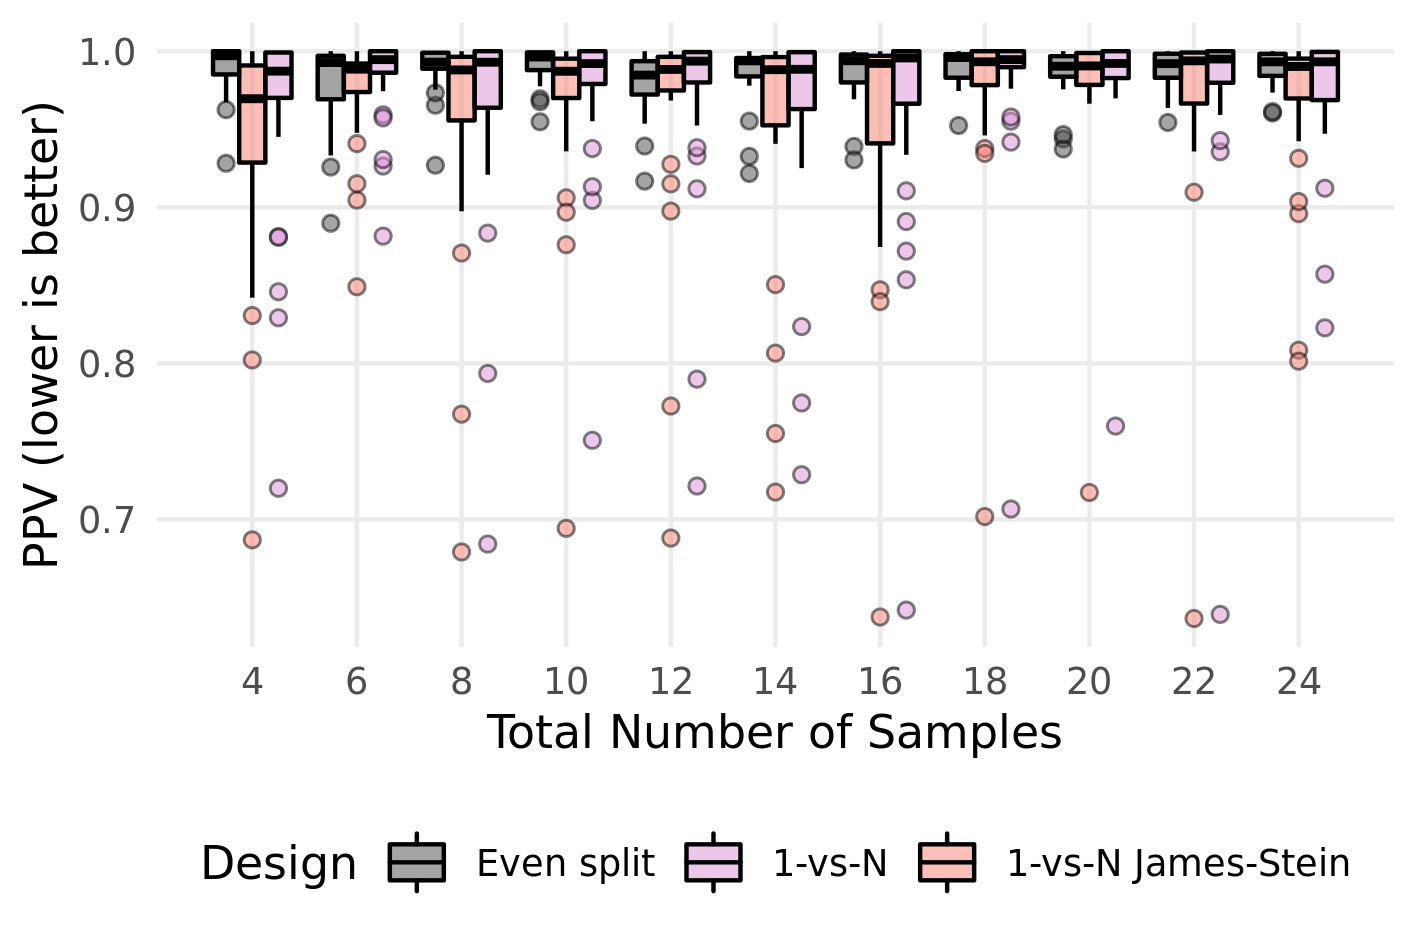 PPV (lower is better)
1.0
0.9
0.8
0.7
4 6 8 10 12 14 16 18 20 22 24
Total Number of Samples
Design Even split 1-vs-N 1-vs-N James-Stein